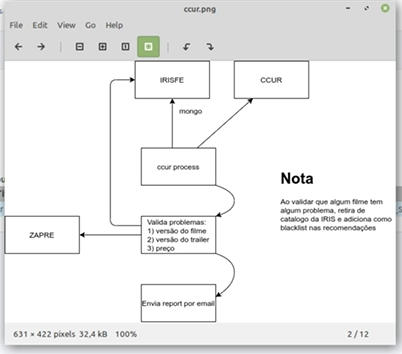 ccur.png
File Edit View Go Help
IRISFE
CCUR
mongo
ccur process
Nota
Ao validar que algum filme tem
algum problema, retira de
catalogo da IRIS e adiciona como
blacklist nas recomendações
Valida problemas:
1) versão do filme
2) versão do trailer
3) preço
ZAPRE
Envia report por email
631 × 422 pixels 32,4 kB 100%
2 / 12